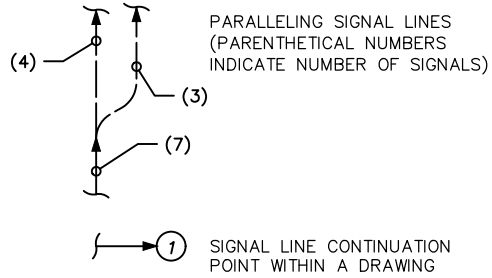 PARALLELING SIGNAL LINES
(PARENTHETICAL NUMBERS
INDICATE NUMBER OF SIGNALS)
(4)
(3)
(7)
1
SIGNAL LINE CONTINUATION
POINT WITHIN A DRAWING